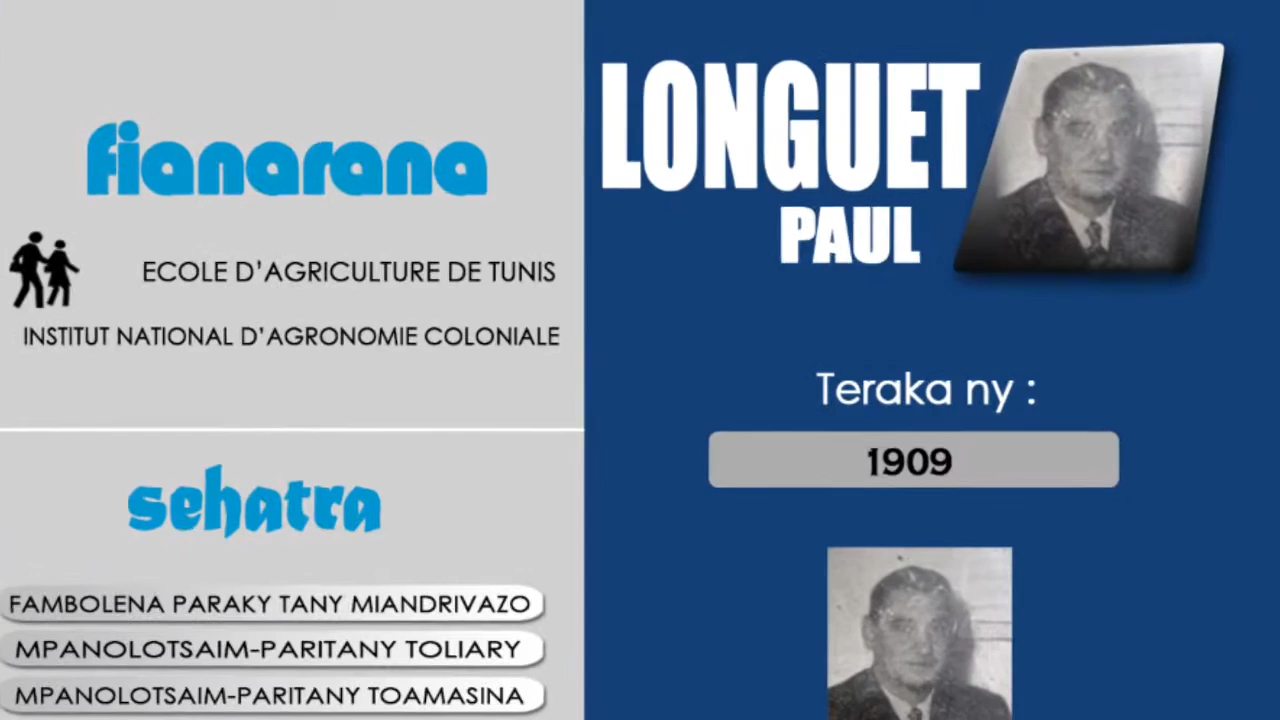 fianarana
ECOLE D'AGRICULTURE DE TUNIS
INSTITUT NATIONAL D'AGRONOMIE COLONIALE
sehatra
FAMBOLENA PARAKY TANY MIANDRIVAZO
MPANOLOTSAIM-PARITANY TOLIARY
MPANOLOTSAIM-PARITANY TOAMASINA
LONGUET
PAUL
Teraka ny :
1909